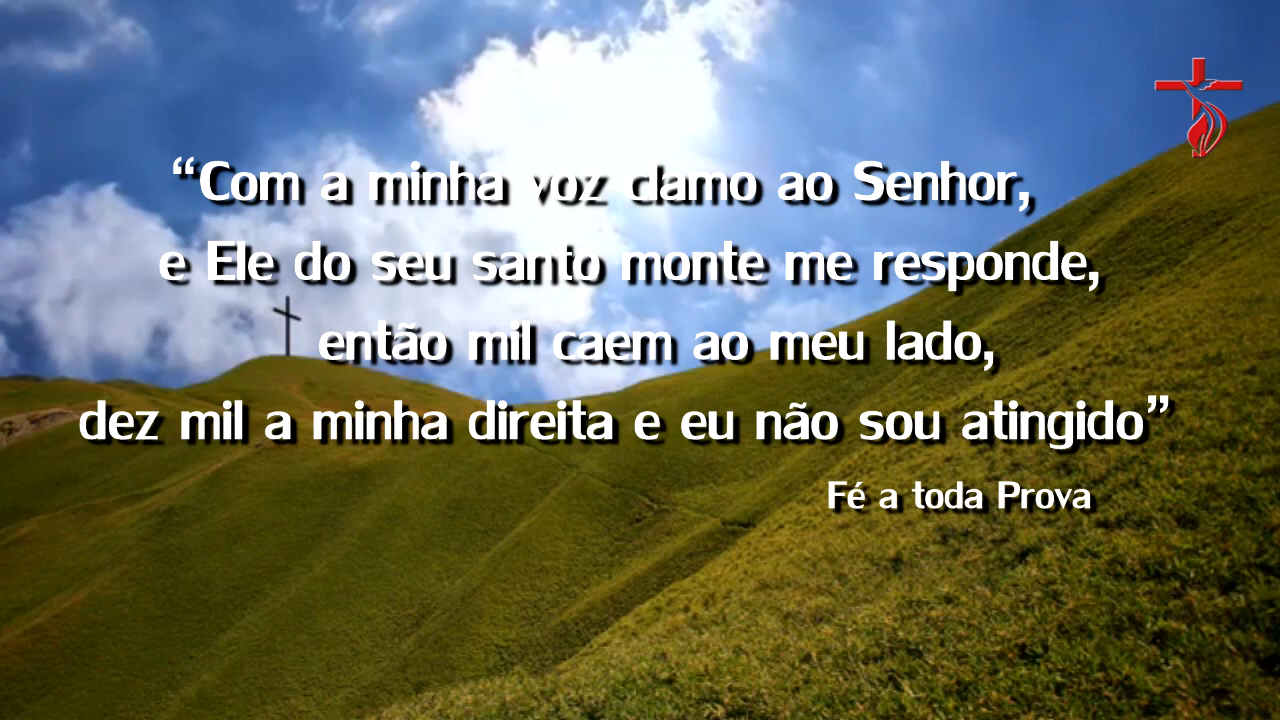 “Com a minha voz clamo ao Senhor,
e Ele do seu santo monte me responde,
então mil caem ao meu lado,
dez mil a minha direita e eu não sou atingido”
Fé a toda Prova